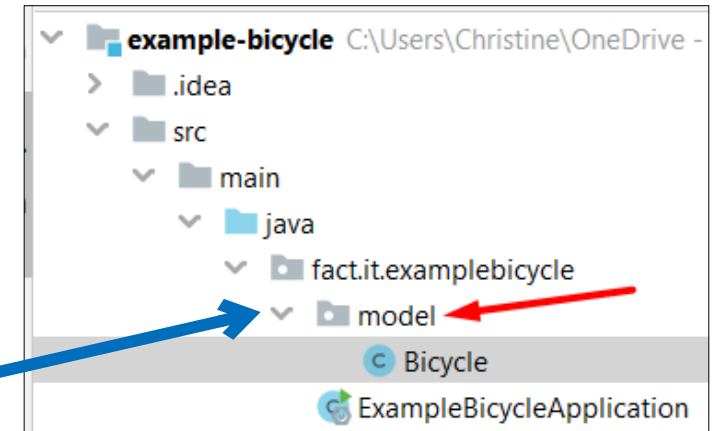 example-bicycle C:\Users\Christine\OneDrive -
.idea
src
main
java
fact.it.examplebicycle
model
C Bicycle
ExampleBicycleApplication